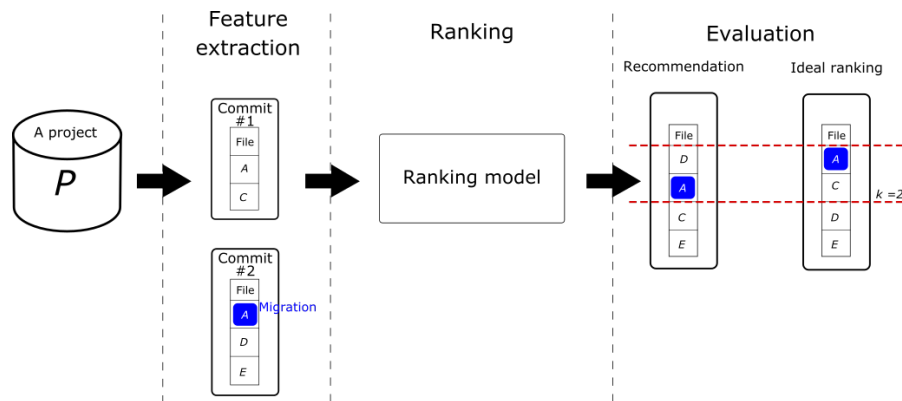 Feature
extraction
Ranking
Evaluation
Recommendation
Ideal ranking
A project
P
Commit
#1
File
A
C
Commit
#2
File
A
Migration
D
E
Ranking model
File
D
A
C
E
File
A
C
D
E
k =2